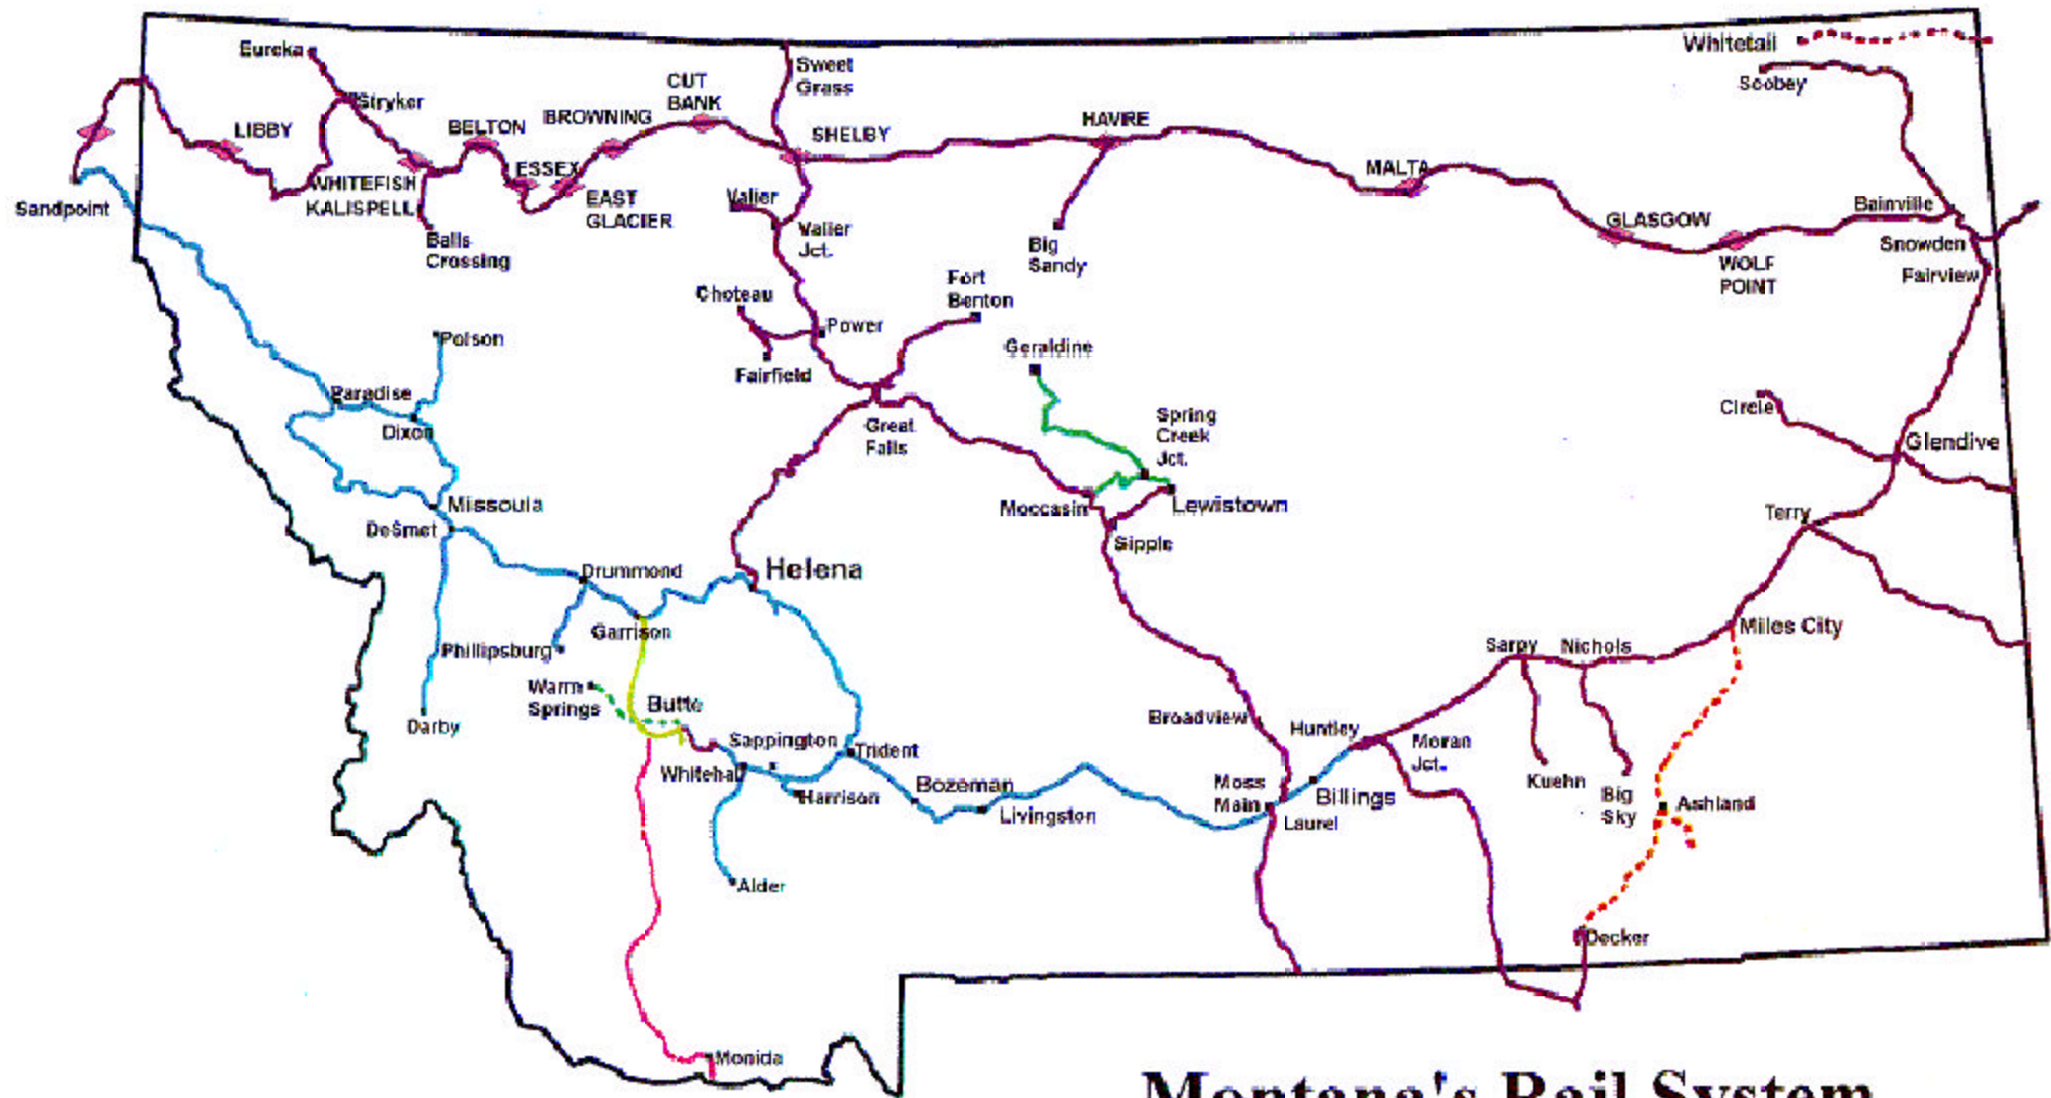 Eureka
Sweet
Grass
Whitetail
Scobey
CUT
BANK
Stryker
LIBBY
BELTON
BROWNING
SHELBY
HAVIRE
MALTA
ESSEX
WHITEFISH
KALISPELL
EAST
GLACIER
Valier
Sandpoint
Balls
Crossing
Valier
Jct.
Big
Sandy
GLASGOW
Bainville
Snowden
WOLF
POINT
Fairview
Choteau
Fort
Benton
Power
Polson
Fairfield
Geraldine
Paradise
Dixon
Great
Falls
Spring
Creek
Jct.
Circle
Glendive
Missoula
DeSmet
Moccasin
Lewistown
Sipple
Terry
Drummond
Helena
Garrison
Phillipsburg
Miles City
Sarpy
Nichols
Warm
Springs
Butte
Darby
Broadview
Huntley
Sappington
Trident
Moran
Jct.
Whitehal
Harrison
Bozeman
Livingston
Moss
Main
Billings
Laurel
Kuehn
Big
Sky
Ashland
Alder
Decker
Monida
Montana's Rail System